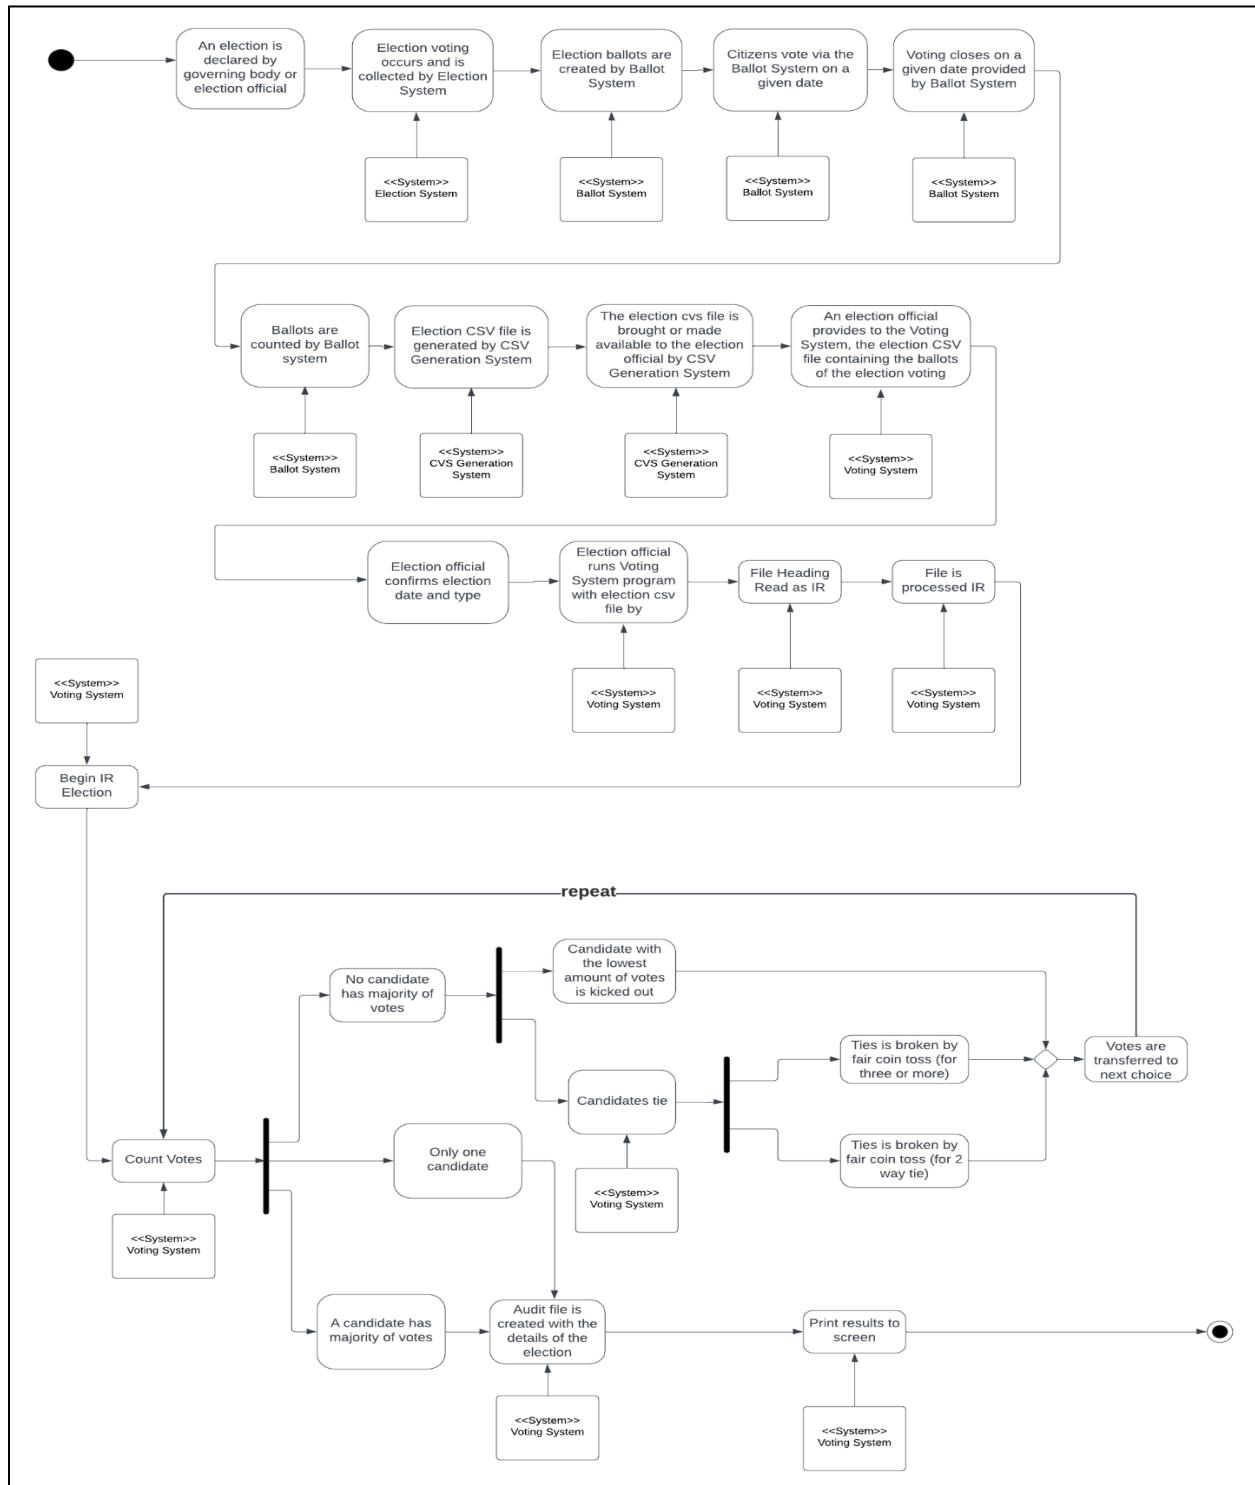 An election is
declared by
governing body or
election official
Election voting
occurs and is
collected by Election
System
Election ballots are
created by Ballot
System
Citizens vote via the
Ballot System on a
given date
Voting closes on a
given date provided
by Ballot System
<<System>>
Election System
<<System>>
Ballot System
<<System>>
Ballot System
<<System>>
Ballot System
Ballots are
counted by Ballot
system
Election CSV file is
generated by CSV
Generation System
The election cvs file is
brought or made
available to the election
official by CSV
Generation System
An election official
provides to the Voting
System, the election CSV
file containing the ballots
of the election voting
<<System>>
Ballot System
<<System>>
CVS Generation
System
<<System>>
CVS Generation
System
<<System>>
Voting System
Election official
confirms election
date and type
Election official
runs Voting
System program
with election csv
file by
File Heading
Read as IR
File is
processed IR
<<System>>
Voting System
<<System>>
Voting System
<<System>>
Voting System
<<System>>
Voting System
Begin IR
Election
repeat
No candidate
has majority of
votes
Candidate with
the lowest
amount of votes
is kicked out
Candidates tie
Ties is broken by
fair coin toss (for
three or more)
Votes are
transferred to
next choice
Ties is broken by
fair coin toss (for 2
way tie)
Count Votes
Only one
candidate
<<System>>
Voting System
<<System>>
Voting System
A candidate has
majority of votes
Audit file is
created with the
details of the
election
Print results to
screen
<<System>>
Voting System
<<System>>
Voting System